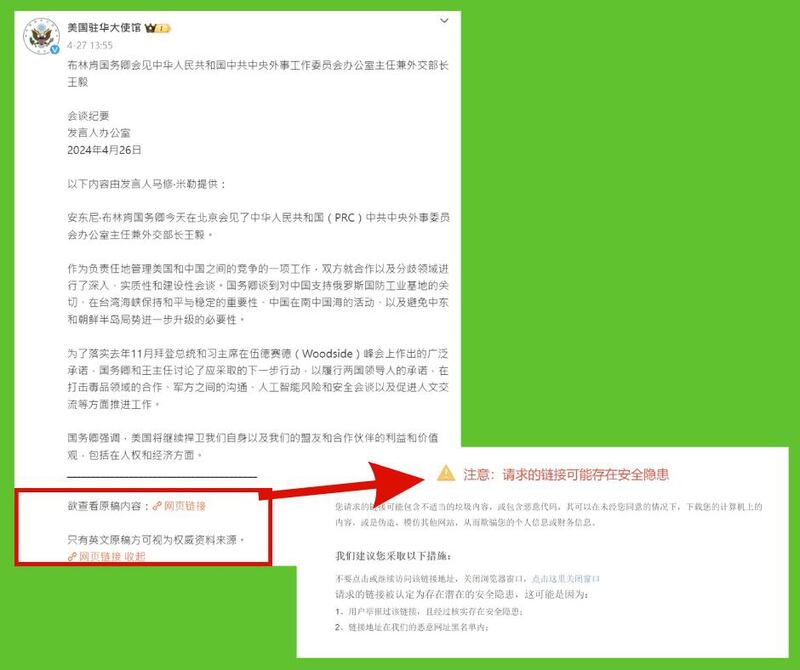 美国驻华大使馆
4-27 13:55
布林肯国务卿会见中华人民共和国中共中央外事工作委员会办公室主任兼外交部长
王毅
会谈纪要
发言人办公室
2024年4月26日
以下内容由发言人马修·米勒提供：
安东尼·布林肯国务卿今天在北京会见了中华人民共和国（PRC）中共中央外事委员
会办公室主任兼外交部长王毅。
作为负责任地管理美国和中国之间的竞争的一项工作，双方就合作以及分歧领域进
行了深入，实质性和建设性会谈。国务卿谈到对中国支持俄罗斯国防工业基地的关
切，在台湾海峡保持和平与稳定的重要性，中国在南中国海的活动，以及避免中东
和朝鲜半岛局势进一步升级的必要性。
为了落实去年11月拜登总统和习主席在伍德赛德（Woodside）峰会上作出的广泛
承诺，国务卿和王主任讨论了应采取的下一步行动，以履行两国领导人的承诺，在
打击毒品领域的合作、军方之间的沟通、人工智能风险和安全会谈以及促进人文交
流等方面推进工作。
国务卿强调，美国将继续捍卫我们自身以及我们的盟友和合作伙伴的利益和价值
观，包括在人权和经济方面。
欲查看原稿内容：网页链接
只有英文原稿方可视为权威资料来源。
网页链接 收起
注意：请求的链接可能存在安全隐患
您请求的链接可能包含不适当的垃圾内容，或包含恶意代码，其可以在未经您同意的情况下，下载您的计算机上的
内容，或是伪造、模仿其他网站，从而欺骗您的个人信息或财务信息。
我们建议您采取以下措施：
不要点击或继续访问该链接地址，关闭浏览器窗口，点击这里关闭窗口
请求的链接被认定为存在潜在的安全隐患，这可能是因为：
1、用户举报过该链接，且经过核实存在安全隐患；
2、链接地址在我们的恶意网址黑名单内；